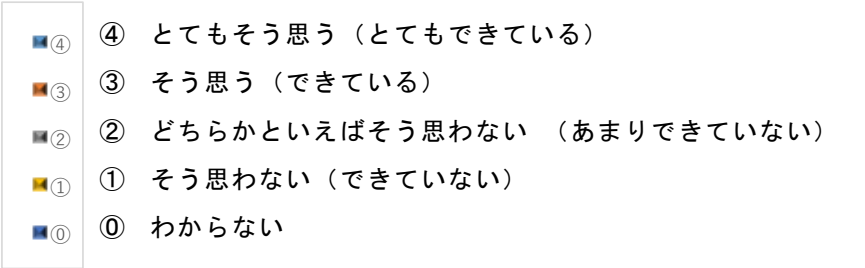 ④ ④ とてもそう思う（とてもできている）
③ ③ そう思う（できている）
② ② どちらかといえばそう思わない （あまりできていない）
① ① そう思わない（できていない）
⓪ ⓪ わからない